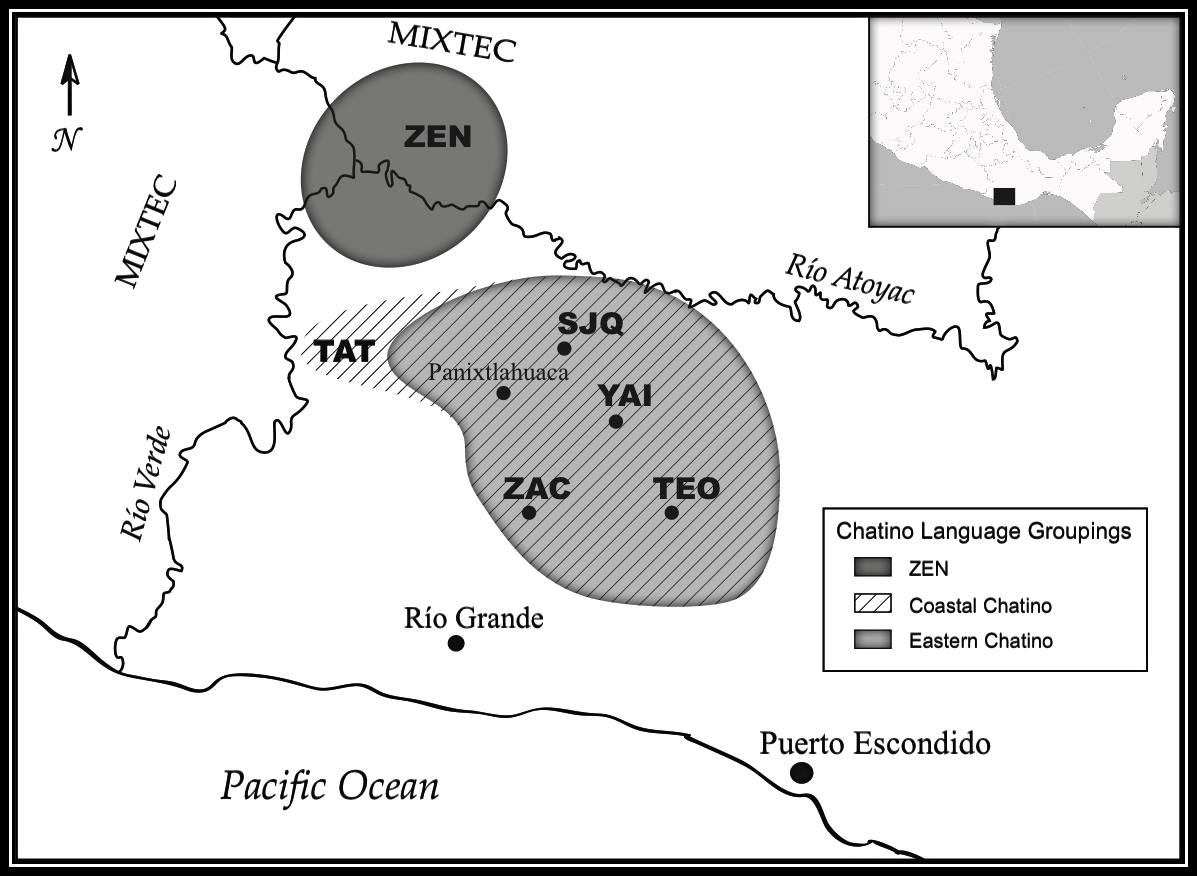 MIXTEC
ZEN
N
MIXTEC
Río Atoyac
SJQ
TAT
Panixtlahuaca
YAI
Río Verde
ZAC
TEO
Chatino Language Groupings
ZEN
Coastal Chatino
Eastern Chatino
Río Grande
Puerto Escondido
Pacific Ocean